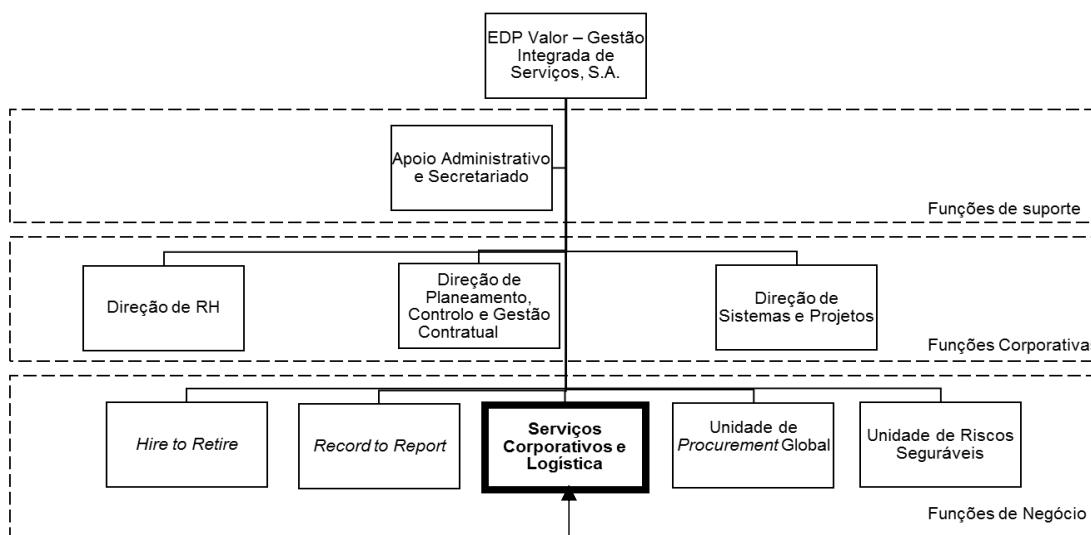 EDP Valor – Gestão
Integrada de
Serviços, S.A.
Apoio Administrativo
e Secretariado
Funções de suporte
Direção de RH
Direção de
Planeamento,
Controlo e Gestão
Contratual
Direção de
Sistemas e Projetos
Funções Corporativas
Hire to Retire
Record to Report
Serviços
Corporativos e
Logística
Unidade de
Procurement Global
Unidade de Riscos
Seguráveis
Funções de Negócio